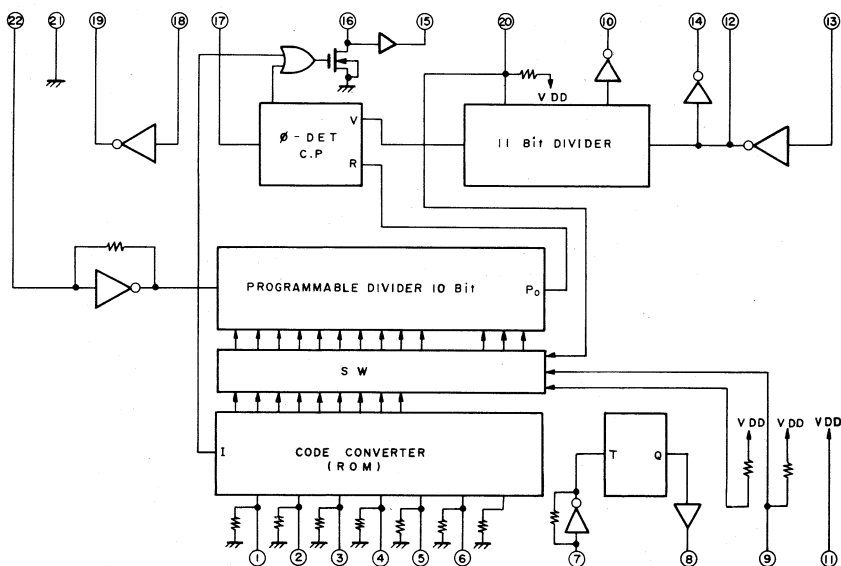 22 21 19 18 17 16 15 20 10 14 12 13
VDD
Ø-DET
C.P
V
R
11 Bit DIVIDER
PROGRAMMABLE DIVIDER 10 Bit
Po
SW
I
CODE CONVERTER
(ROM)
T
Q
VDD
VDD
VDD
1 2 3 4 5 6 7 8 9 11